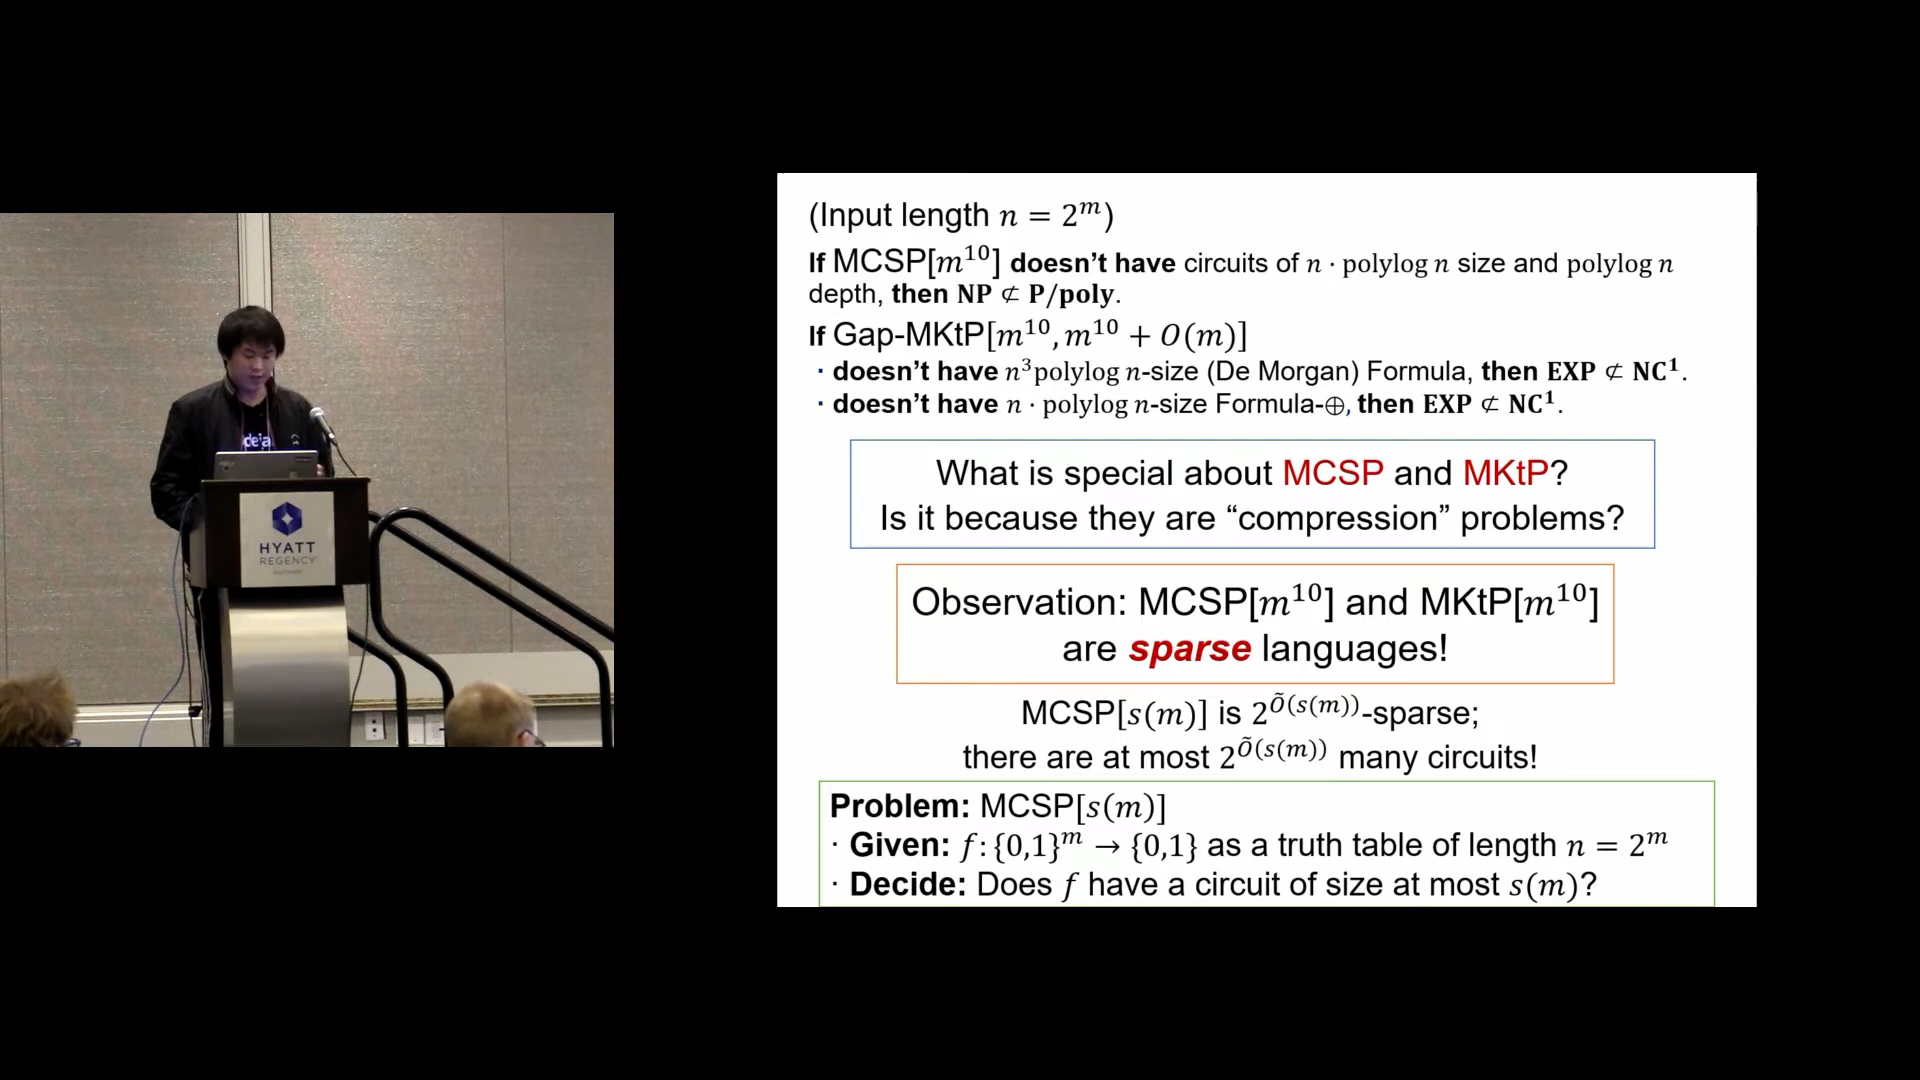 (Input length n = 2^m)
If MCSP[m^10] doesn't have circuits of n · polylog n size and polylog n
depth, then NP ⊄ P/poly.
If Gap-MKtP[m^10, m^10 + O(m)]
· doesn't have n^3polylog n-size (De Morgan) Formula, then EXP ⊄ NC^1.
· doesn't have n · polylog n-size Formula-⊕, then EXP ⊄ NC^1.
What is special about MCSP and MKtP?
Is it because they are “compression” problems?
Observation: MCSP[m^10] and MKtP[m^10]
are sparse languages!
MCSP[s(m)] is 2^Õ(s(m))-sparse;
there are at most 2^Õ(s(m)) many circuits!
Problem: MCSP[s(m)]
· Given: f: {0,1}^m → {0,1} as a truth table of length n = 2^m
· Decide: Does f have a circuit of size at most s(m)?
HYATT
REGENCY